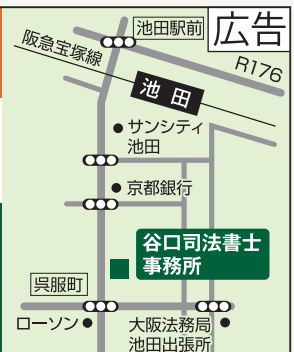 広告
池田駅前
阪急宝塚線
R176
池田
サンシティ
池田
京都銀行
谷口司法書士
事務所
呉服町
ローソン
大阪法務局
池田出張所